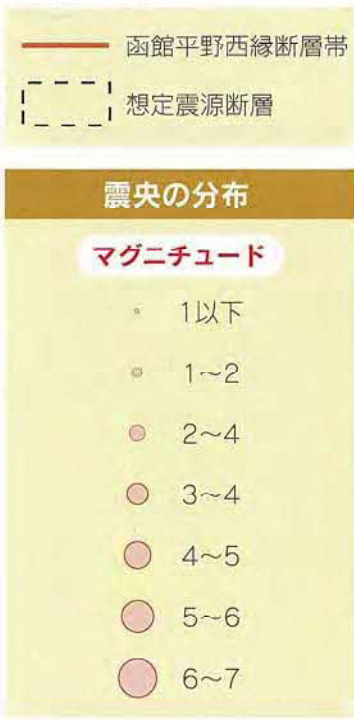 函館平野西縁断層帯
想定震源断層
震央の分布
マグニチュード
1以下
1～2
2～4
3～4
4～5
5～6
6～7